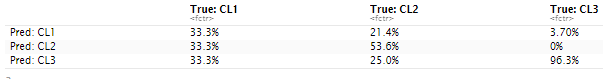 True: CL1 True: CL2 True: CL3
<fctr> <fctr> <fctr>
Pred: CL1 33.3% 21.4% 3.70%
Pred: CL2 33.3% 53.6% 0%
Pred: CL3 33.3% 25.0% 96.3%